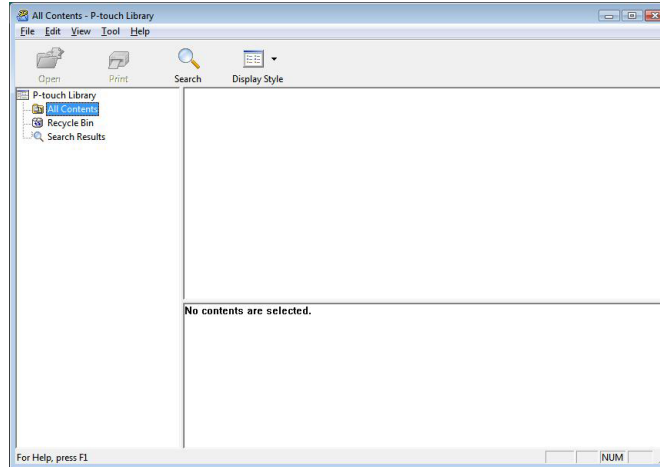 All Contents - P-touch Library
File Edit View Tool Help
Open Print Search Display Style
P-touch Library
All Contents
Recycle Bin
Search Results
No contents are selected.
For Help, press F1 NUM